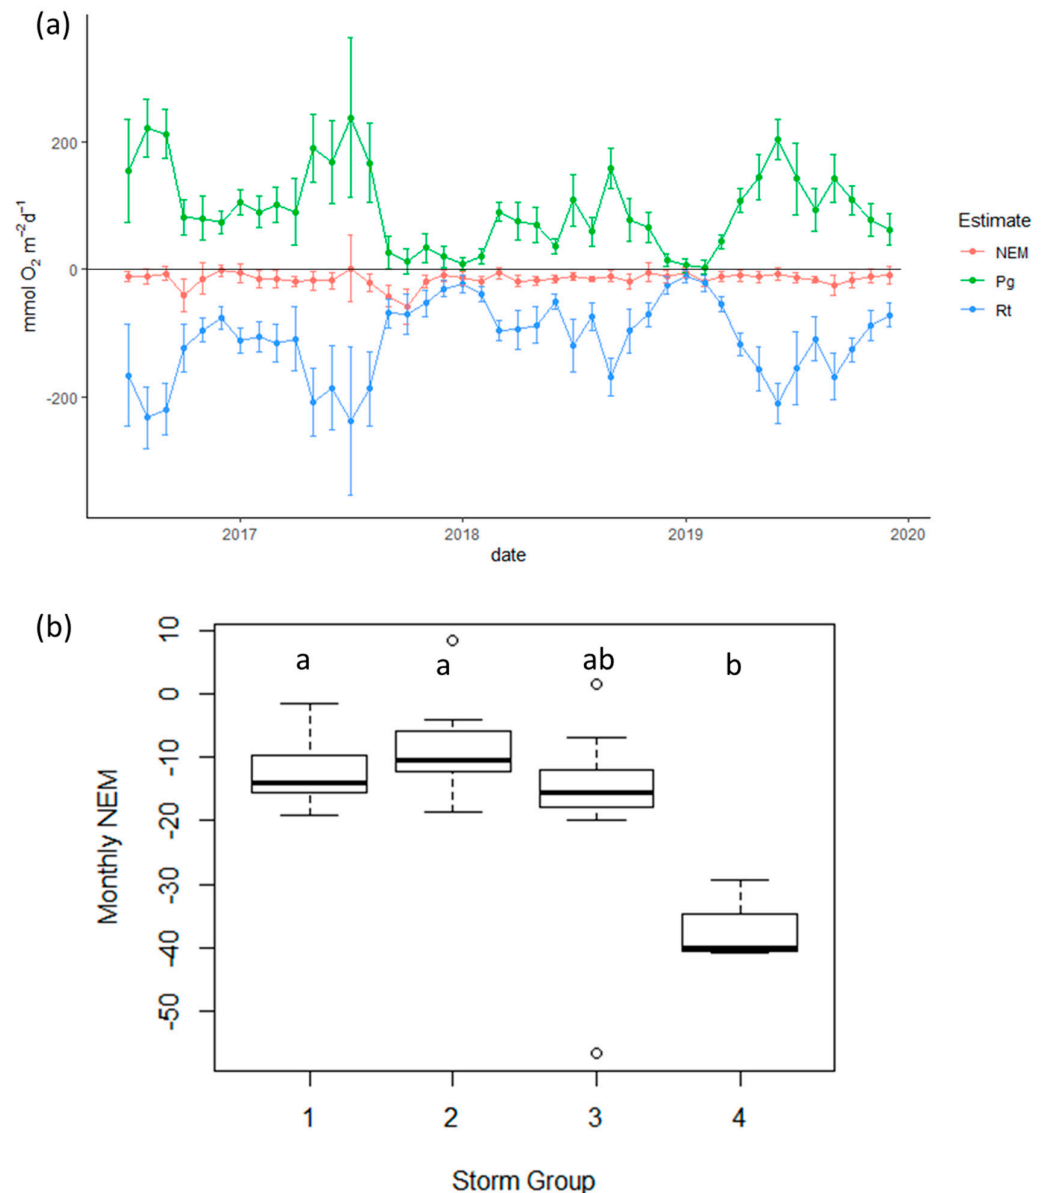 (a)
200
0
-200
mmol O₂ m⁻²d⁻¹
2017
2018
2019
2020
date
Estimate
NEM
Pg
Rt
(b)
10
0
-10
-20
-30
-40
-50
Monthly NEM
a
a
ab
b
1
2
3
4
Storm Group